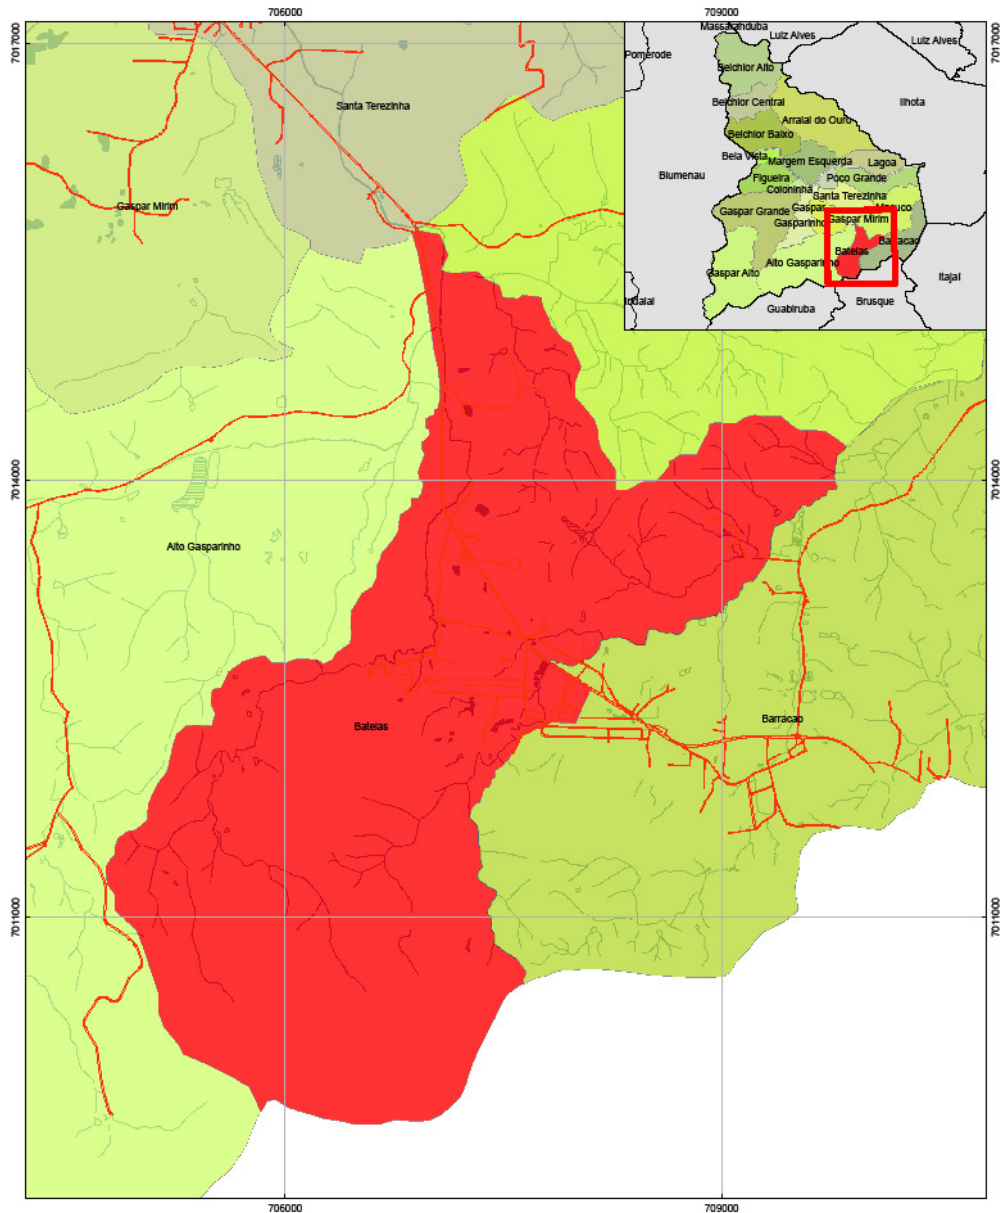 706000
709000
7017000
7017000
Massaranduba
Luiz Alves
Luiz Alves
Pomerode
Belchior Alto
Belchior Central
Ilhota
Arraial do Ouro
Belchior Baixo
Bela Vista
Margem Esquerda
Lagoa
Blumenau
Figueira
Poço Grande
Coloninha
Santa Terezinha
Gaspar Grande
Gaspar
Gasparinho
Gaspar Mirim
Batelas
Alto Gasparinho
Gaspar Alto
Itajaí
Guabiruba
Brusque
Santa Terezinha
Gaspar Mirim
7014000
7014000
Alto Gasparinho
Batelas
Barracao
7011000
7011000
706000
709000